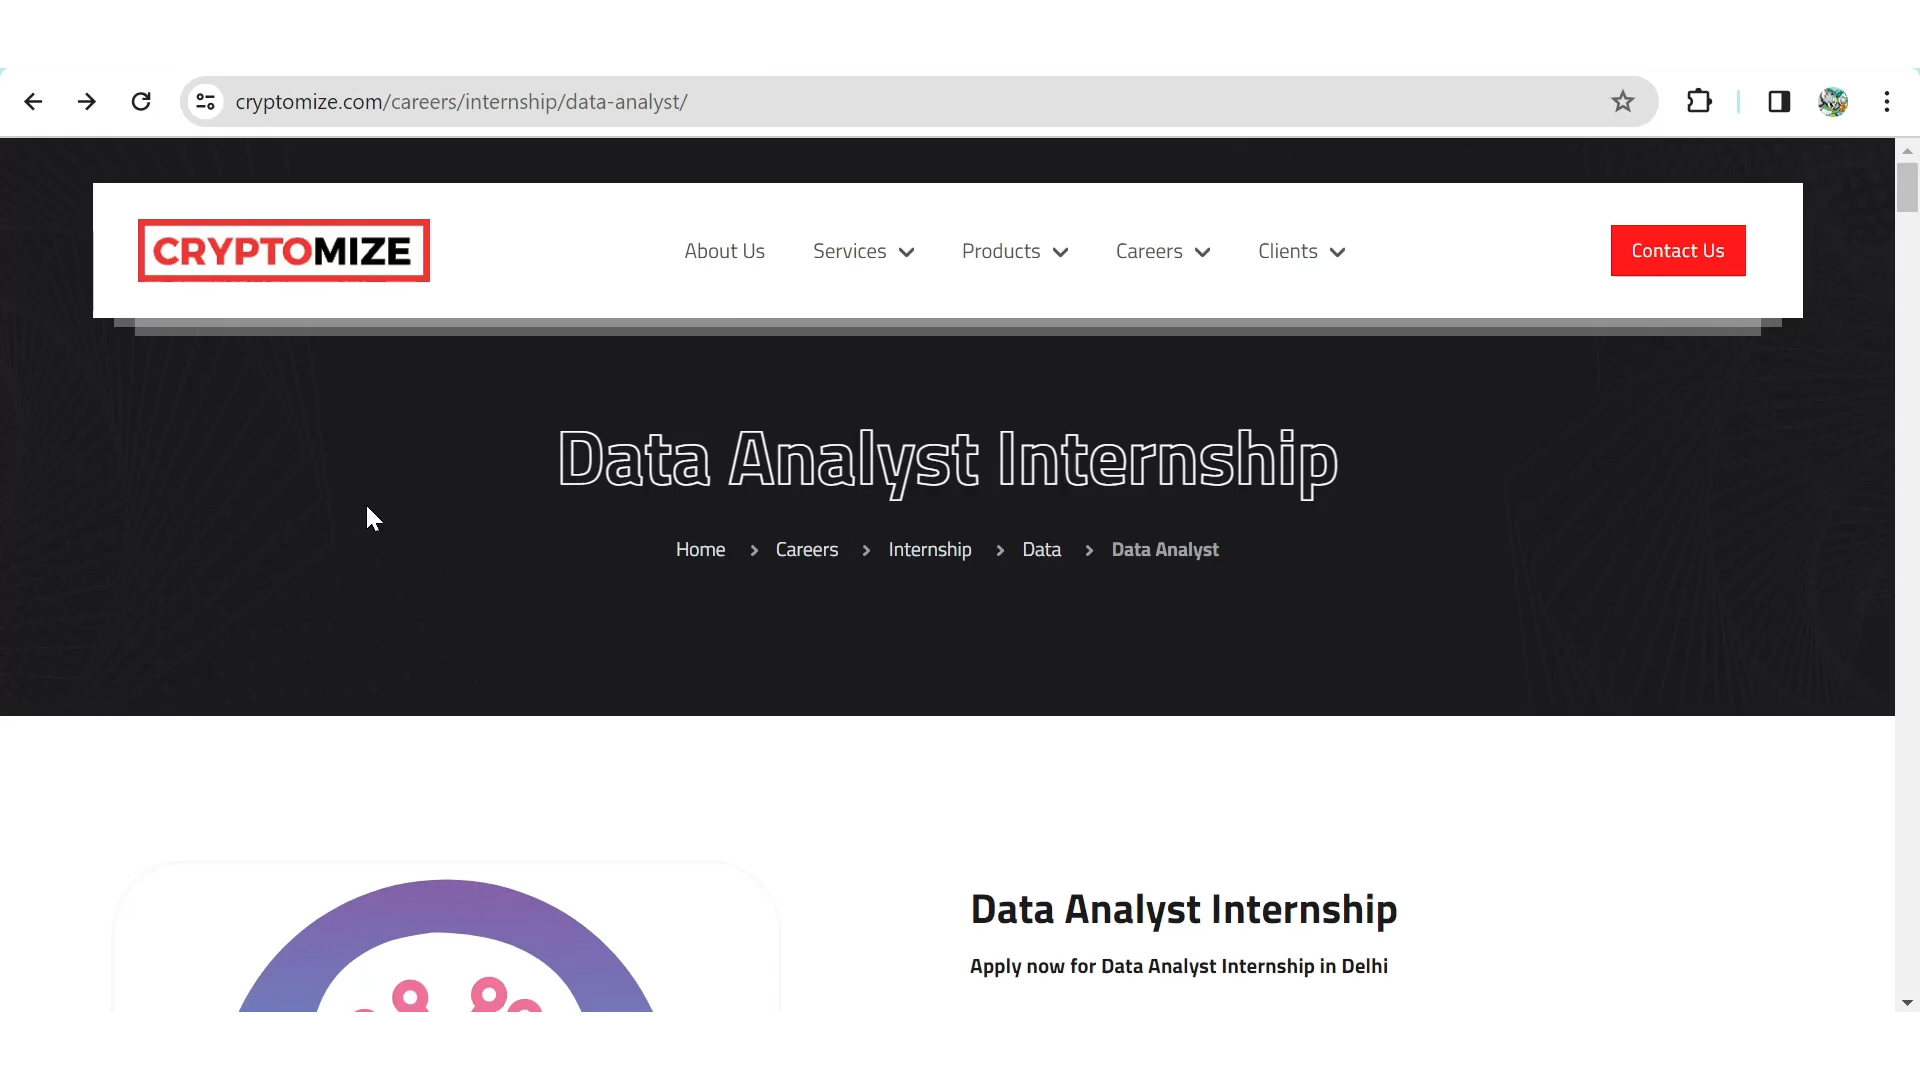 cryptomize.com/careers/internship/data-analyst/
CRYPTOMIZE
About Us
Services
Products
Careers
Clients
Contact Us
Data Analyst Internship
Home > Careers > Internship > Data > Data Analyst
Data Analyst Internship
Apply now for Data Analyst Internship in Delhi